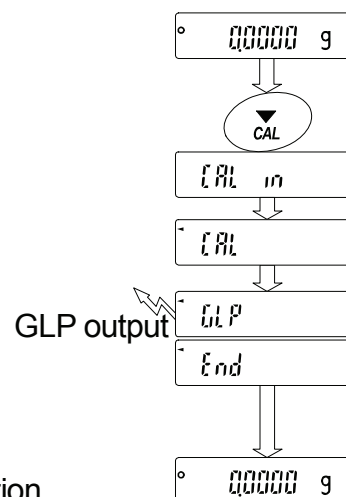 0.0000 g
CAL
CAL in
CAL
GLP output
GLP
End
tion
0.0000 g